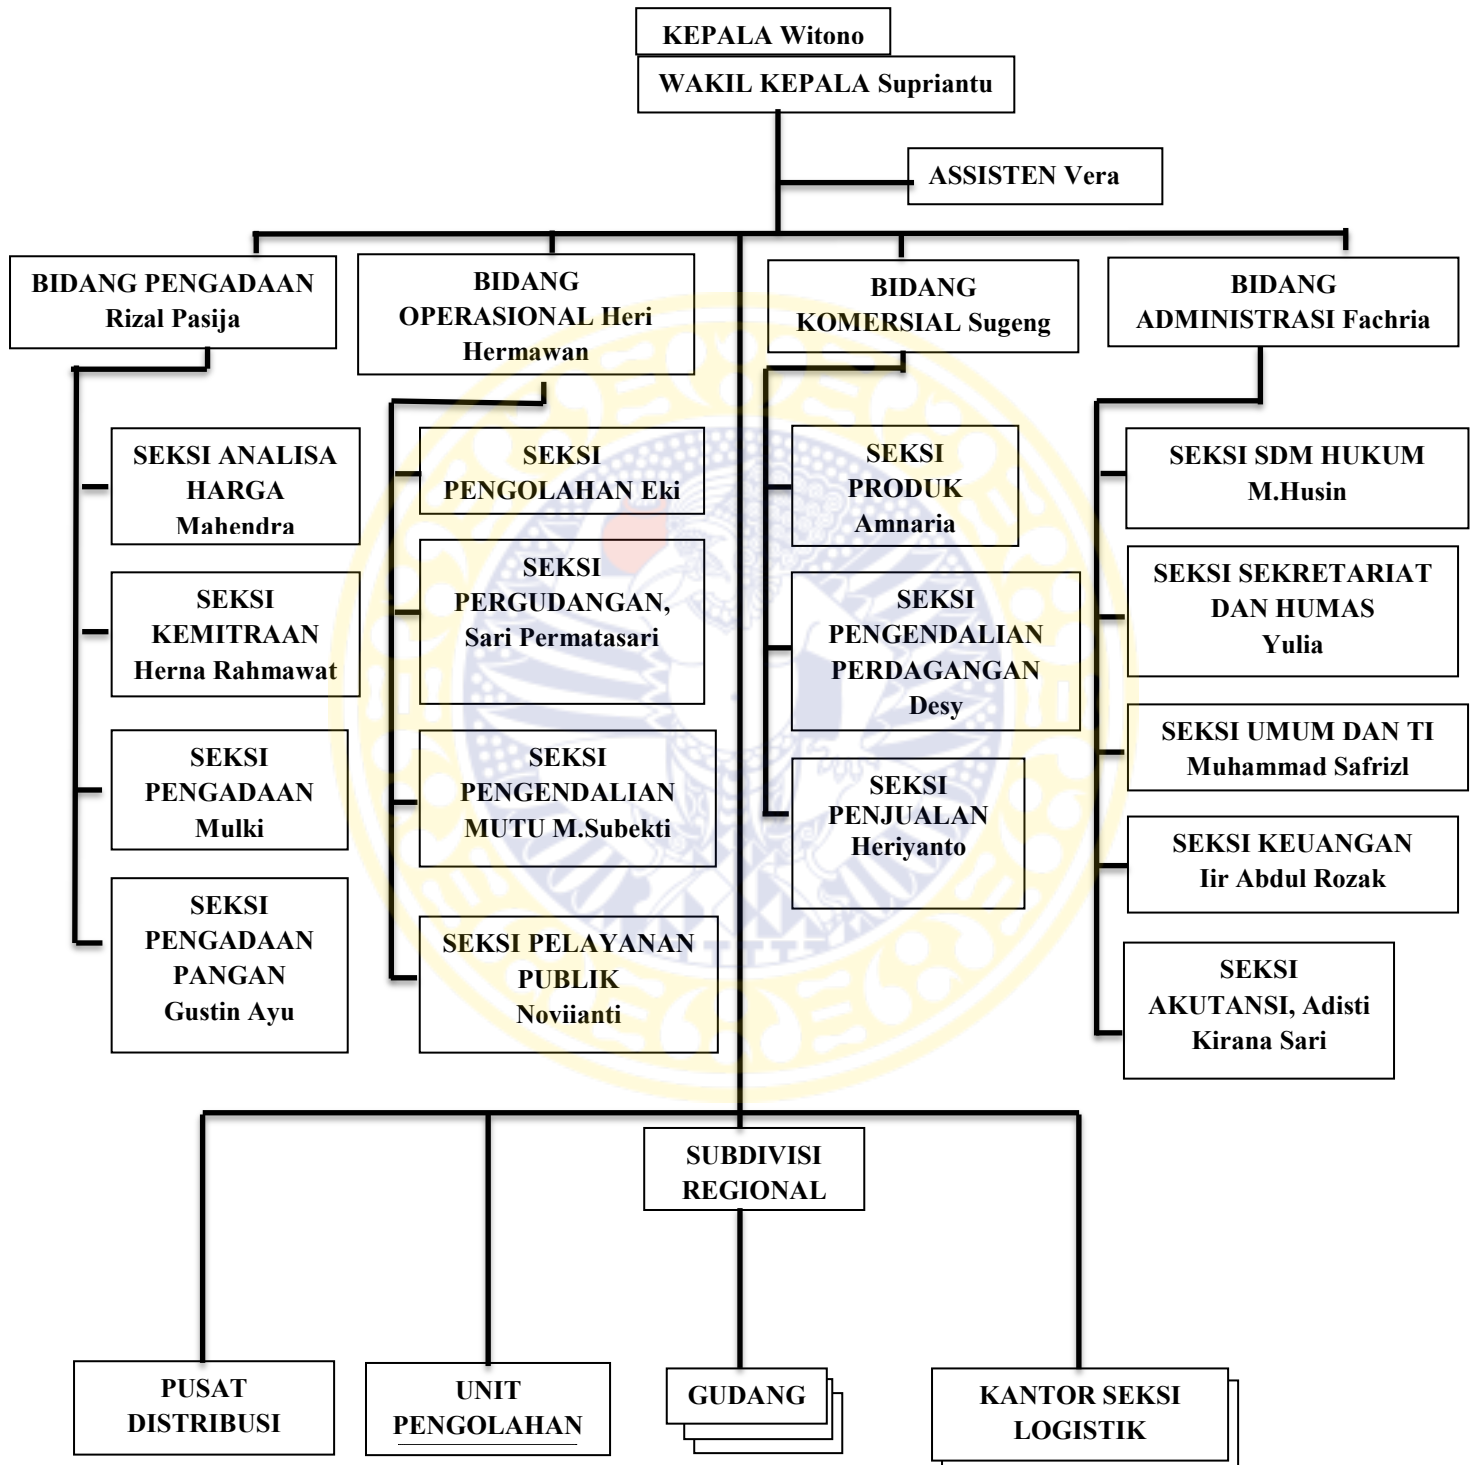 KEPALA Witono
WAKIL KEPALA Supriantu
ASSISTEN Vera
BIDANG PENGADAAN
Rizal Pasija
BIDANG
OPERASIONAL Heri
Hermawan
BIDANG
KOMERSIAL Sugeng
BIDANG
ADMINISTRASI Fachria
SEKSI ANALISA
HARGA
Mahendra
SEKSI
KEMITRAAN
Herna Rahmawat
SEKSI
PENGADAAN
Mulki
SEKSI
PENGADAAN
PANGAN
Gustin Ayu
SEKSI
PENGOLAHAN Eki
SEKSI
PERGUDANGAN,
Sari Permatasari
SEKSI
PENGENDALIAN
MUTU M.Subekti
SEKSI PELAYANAN
PUBLIK
Noviianti
SEKSI
PRODUK
Amnaria
SEKSI
PENGENDALIAN
PERDAGANGAN
Desy
SEKSI
PENJUALAN
Heriyanto
SEKSI SDM HUKUM
M.Husin
SEKSI SEKRETARIAT
DAN HUMAS
Yulia
SEKSI UMUM DAN TI
Muhammad Safrizl
SEKSI KEUANGAN
Iir Abdul Rozak
SEKSI
AKUTANSI, Adisti
Kirana Sari
SUBDIVISI
REGIONAL
PUSAT
DISTRIBUSI
UNIT
PENGOLAHAN
GUDANG
KANTOR SEKSI
LOGISTIK